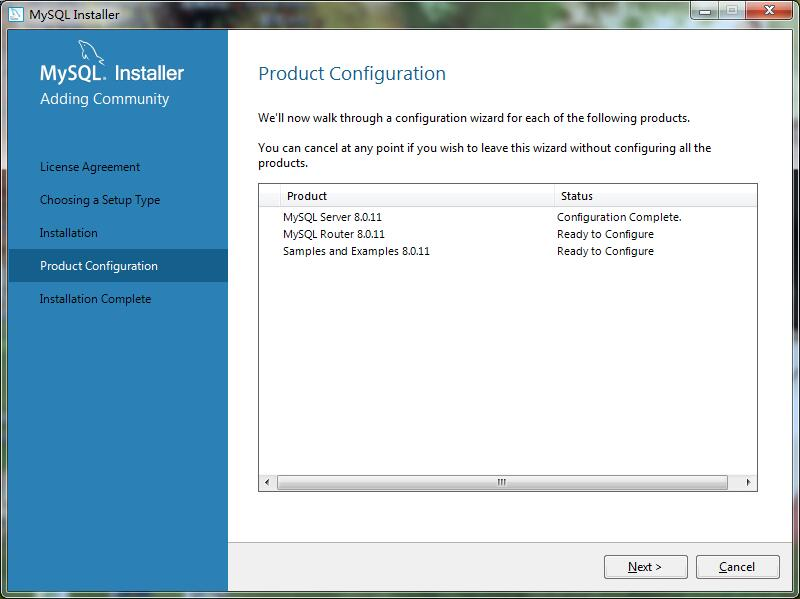 MySQL Installer
MySQL. Installer
Adding Community
License Agreement
Choosing a Setup Type
Installation
Product Configuration
Installation Complete
Product Configuration
We'll now walk through a configuration wizard for each of the following products.
You can cancel at any point if you wish to leave this wizard without configuring all the
products.
Product Status
MySQL Server 8.0.11 Configuration Complete.
MySQL Router 8.0.11 Ready to Configure
Samples and Examples 8.0.11 Ready to Configure
Next > Cancel